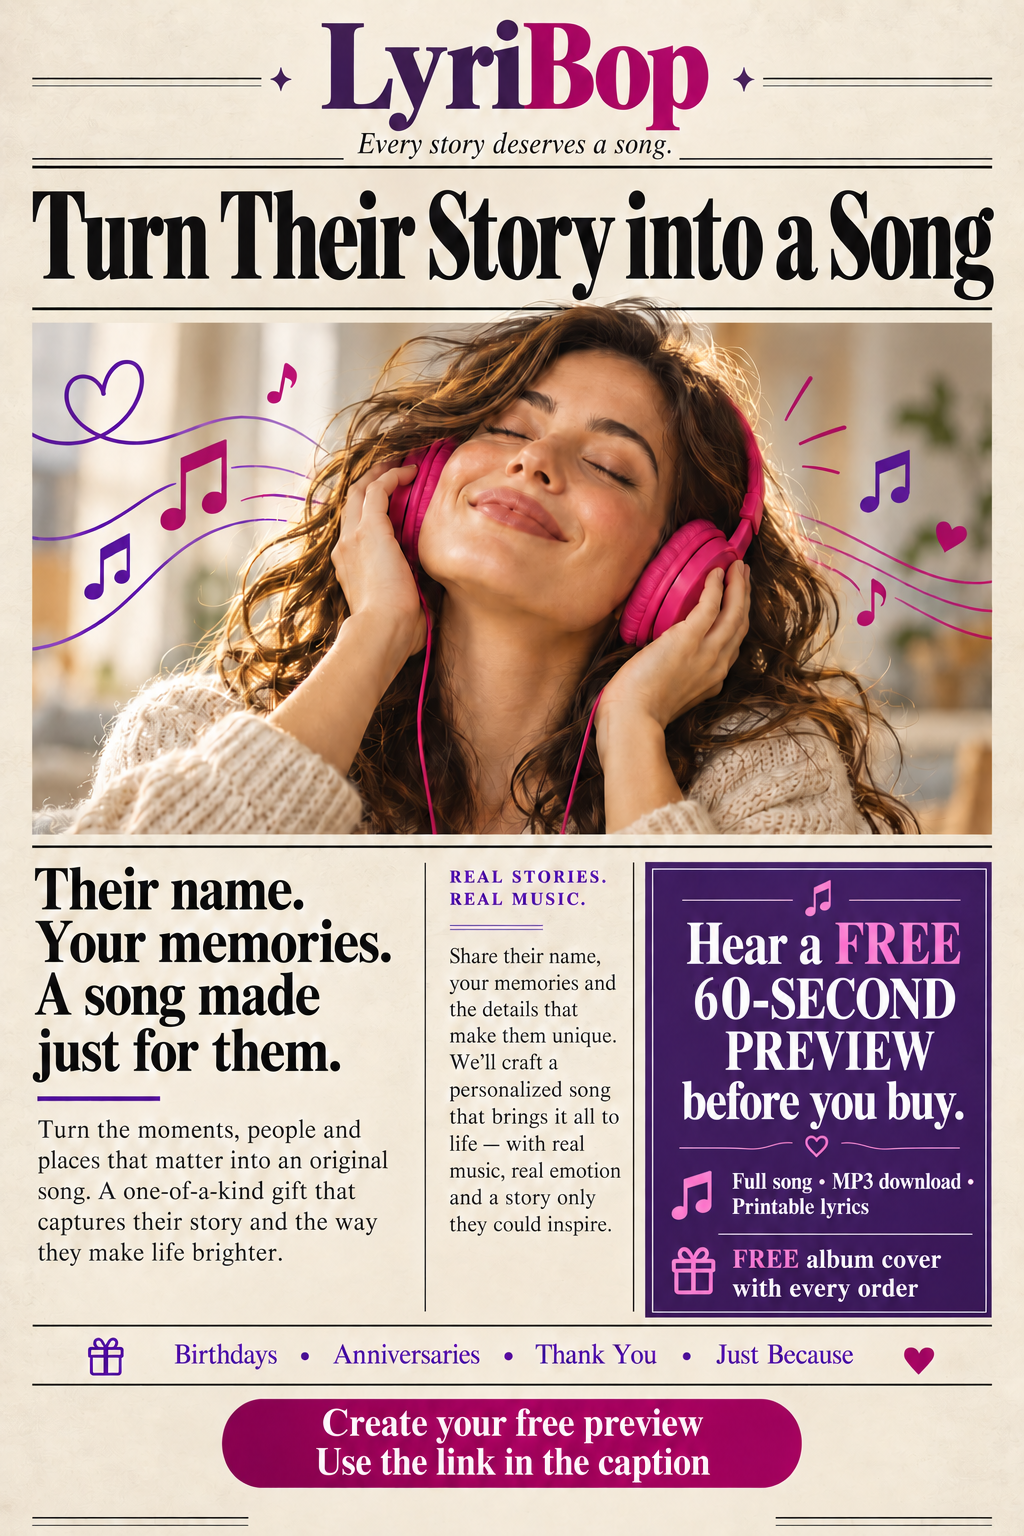 LyriBop
Every story deserves a song.
Turn Their Story into a Song
Their name.
Your memories.
A song made
just for them.
Turn the moments, people and
places that matter into an original
song. A one-of-a-kind gift that
captures their story and the way
they make life brighter.
REAL STORIES.
REAL MUSIC.
Share their name,
your memories and
the details that
make them unique.
We’ll craft a
personalized song
that brings it all to
life — with real
music, real emotion
and a story only
they could inspire.
Hear a FREE
60-SECOND
PREVIEW
before you buy.
Full song • MP3 download •
Printable lyrics
FREE album cover
with every order
Birthdays • Anniversaries • Thank You • Just Because
Create your free preview
Use the link in the caption